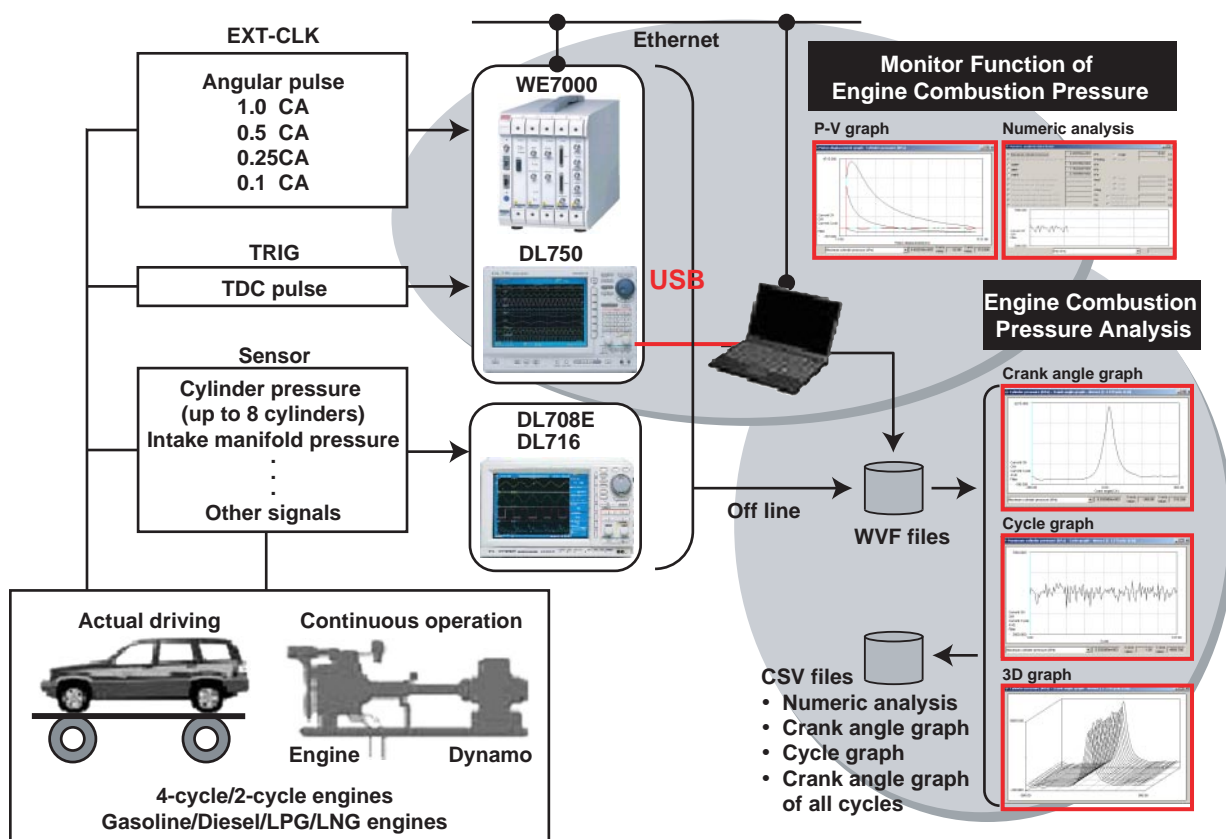 EXT-CLK
Angular pulse
1.0 CA
0.5 CA
0.25CA
0.1 CA
TRIG
TDC pulse
Sensor
Cylinder pressure
(up to 8 cylinders)
Intake manifold pressure
.
.
.
Other signals
Actual driving
Continuous operation
Engine
Dynamo
4-cycle/2-cycle engines
Gasoline/Diesel/LPG/LNG engines
Ethernet
WE7000
DL750
USB
DL708E
DL716
Off line
Monitor Function of
Engine Combustion Pressure
P-V graph
Numeric analysis
Engine Combustion
Pressure Analysis
Crank angle graph
WVF files
Cycle graph
3D graph
CSV files
• Numeric analysis
• Crank angle graph
• Cycle graph
• Crank angle graph
of all cycles